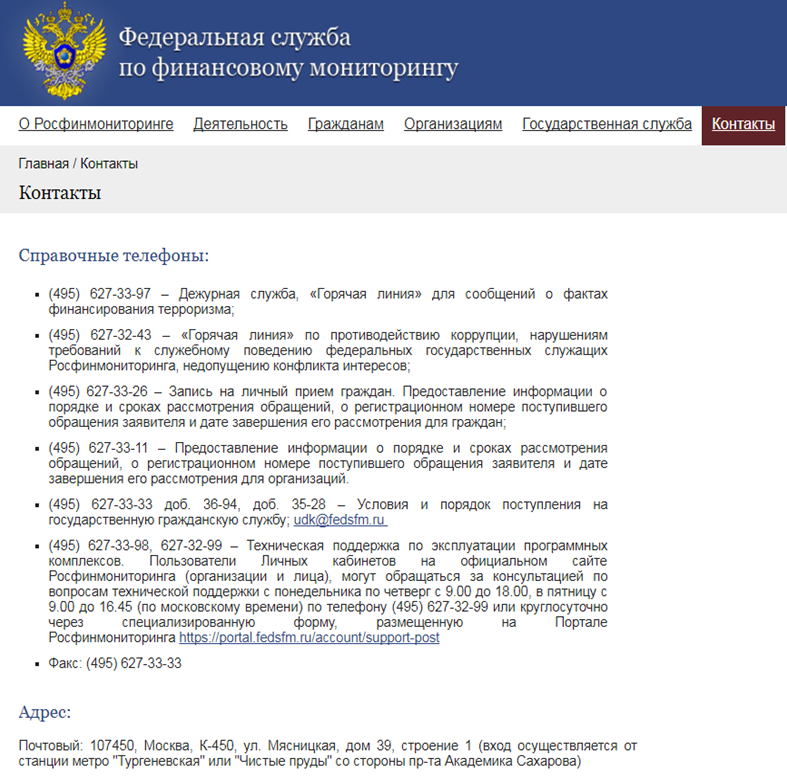 Федеральная служба
по финансовому мониторингу
О Росфинмониторинге Деятельность Гражданам Организациям Государственная служба Контакты
Главная / Контакты
Контакты
Справочные телефоны:
▪ (495) 627-33-97 – Дежурная служба, «Горячая линия» для сообщений о фактах
финансирования терроризма;
▪ (495) 627-32-43 – «Горячая линия» по противодействию коррупции, нарушениям
требований к служебному поведению федеральных государственных служащих
Росфинмониторинга, недопущению конфликта интересов;
▪ (495) 627-33-26 – Запись на личный прием граждан. Предоставление информации о
порядке и сроках рассмотрения обращений, о регистрационном номере поступившего
обращения заявителя и дате завершения его рассмотрения для граждан;
▪ (495) 627-33-11 – Предоставление информации о порядке и сроках рассмотрения
обращений, о регистрационном номере поступившего обращения заявителя и дате
завершения его рассмотрения для организаций.
▪ (495) 627-33-33 доб. 36-94, доб. 35-28 – Условия и порядок поступления на
государственную гражданскую службу; udk@fedsfm.ru
▪ (495) 627-33-98, 627-32-99 – Техническая поддержка по эксплуатации программных
комплексов. Пользователи Личных кабинетов на официальном сайте
Росфинмониторинга (организации и лица), могут обращаться за консультацией по
вопросам технической поддержки с понедельника по четверг с 9.00 до 18.00, в пятницу с
9.00 до 16.45 (по московскому времени) по телефону (495) 627-32-99 или круглосуточно
через специализированную форму, размещенную на Портале
Росфинмониторинга https://portal.fedsfm.ru/account/support-post
▪ Факс: (495) 627-33-33
Адрес:
Почтовый: 107450, Москва, К-450, ул. Мясницкая, дом 39, строение 1 (вход осуществляется от
станции метро "Тургеневская" или "Чистые пруды" со стороны пр-та Академика Сахарова)